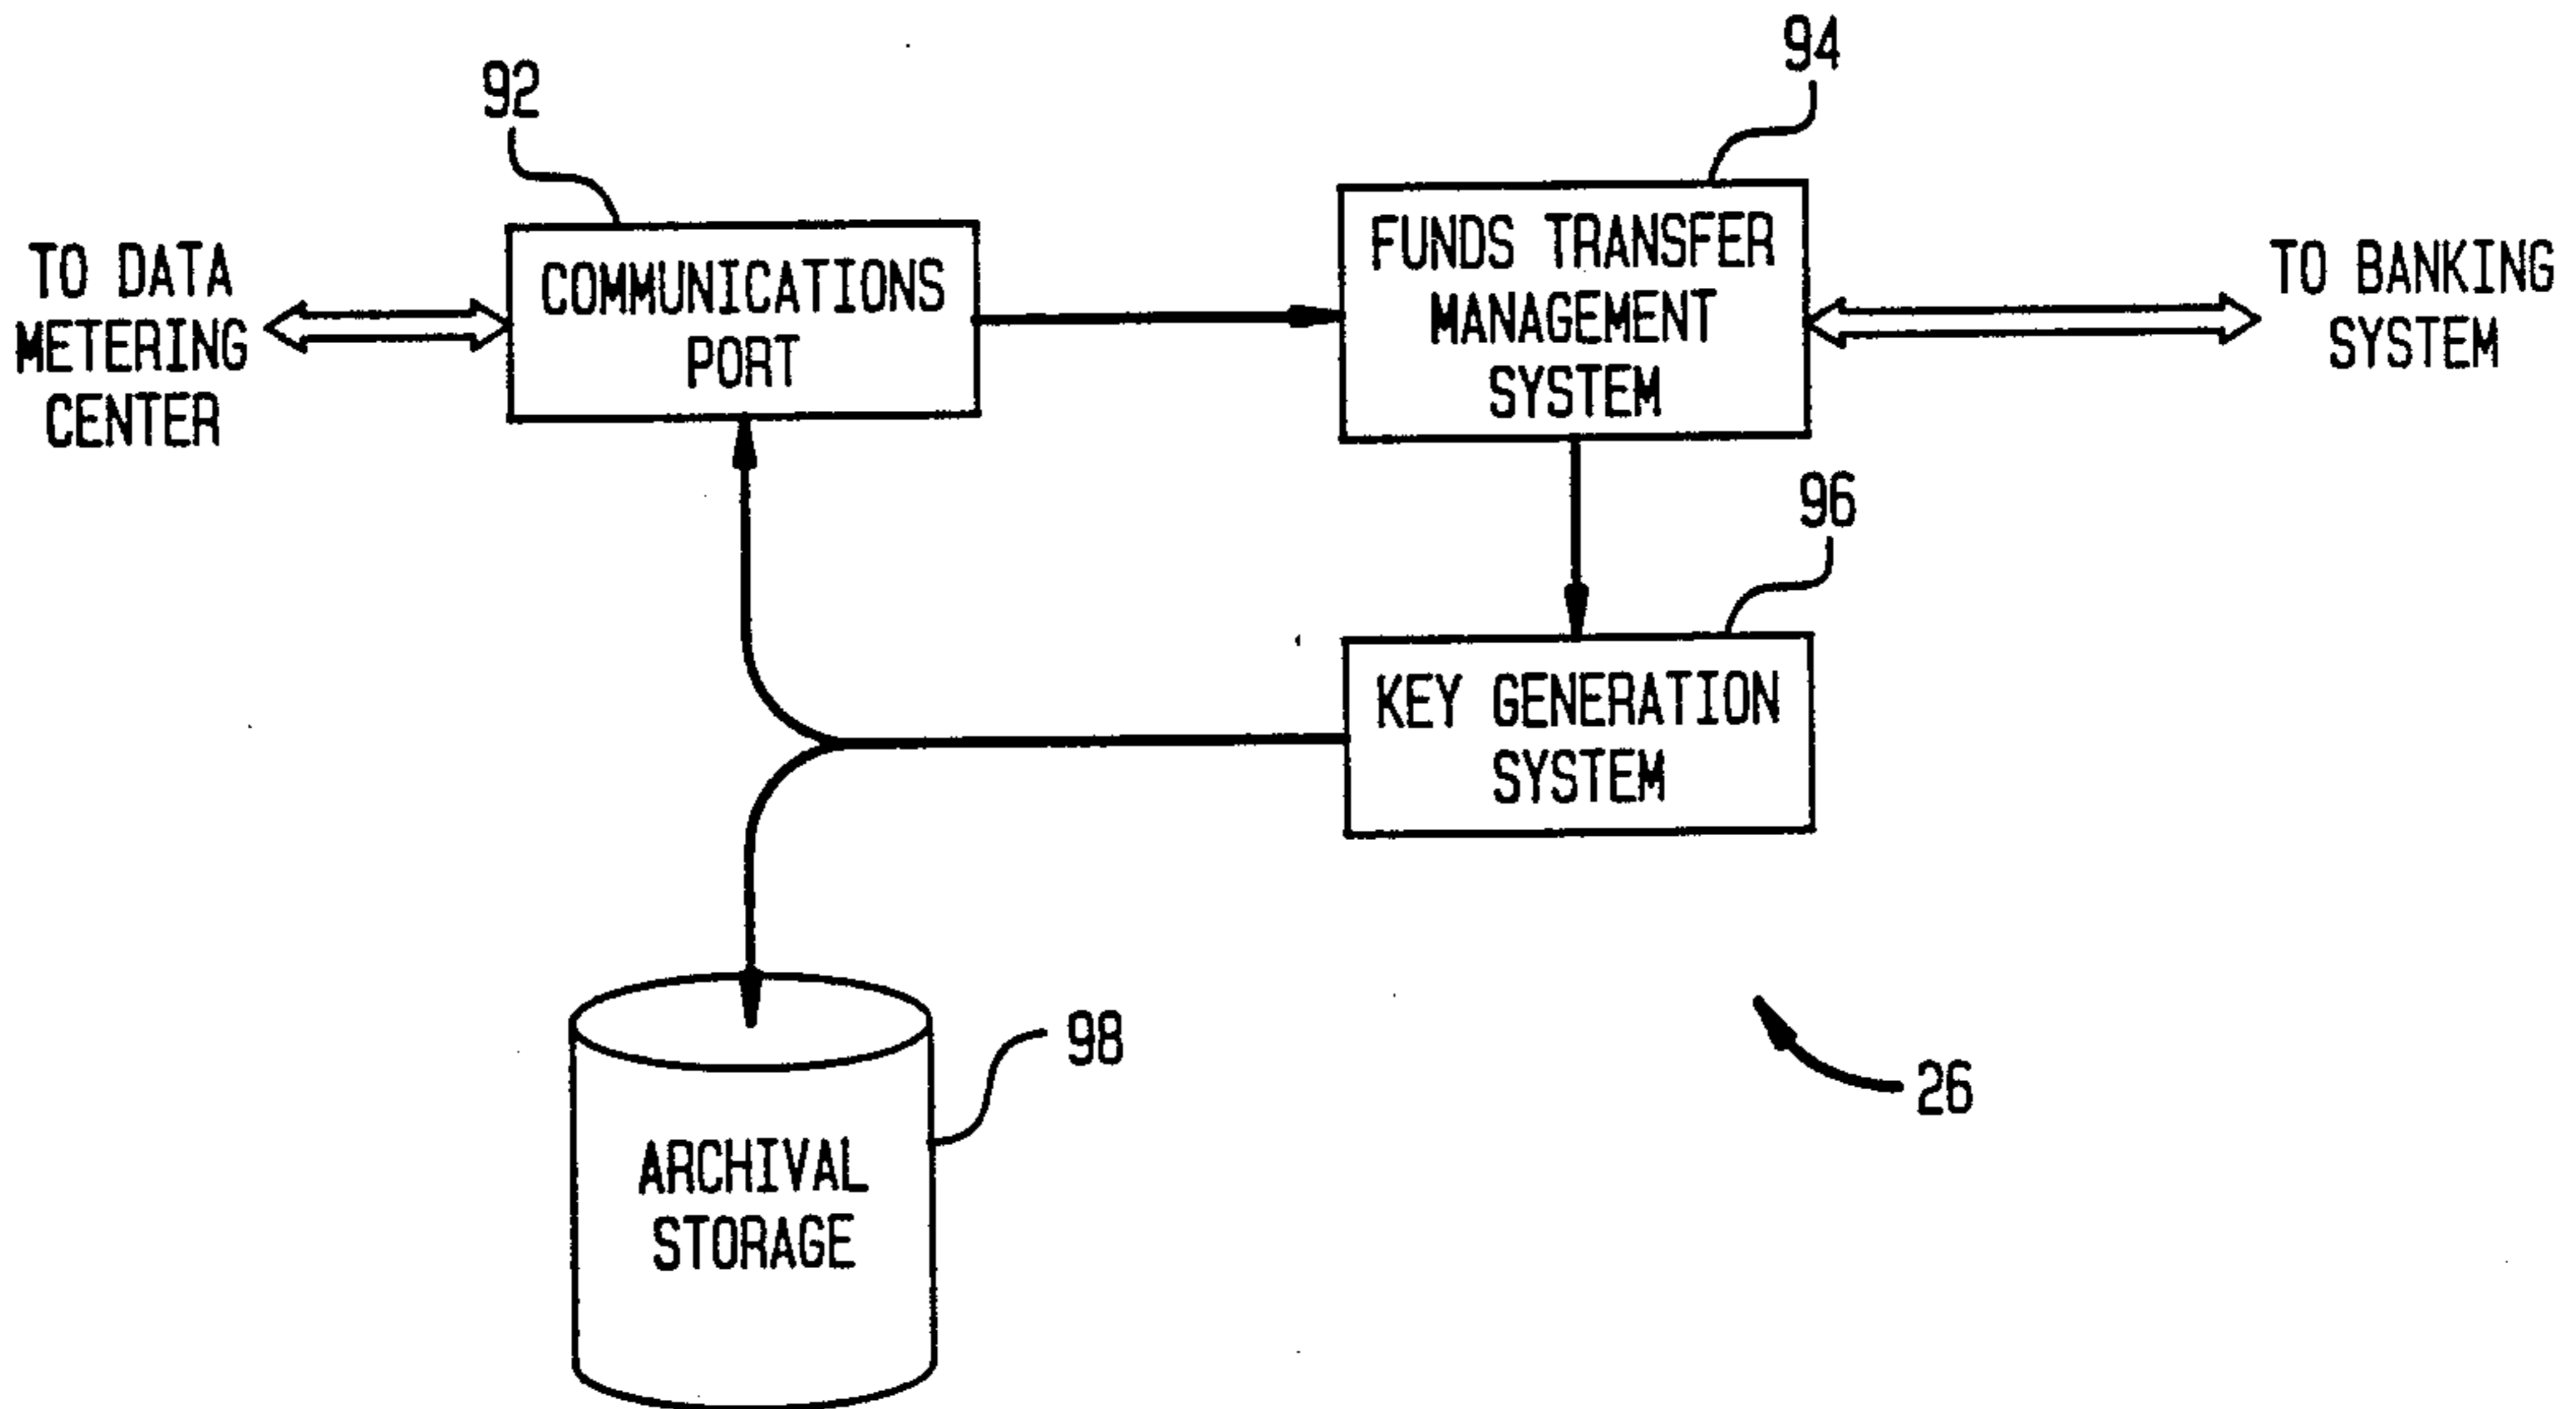 94
92
TO DATA
METERING
CENTER
COMMUNICATIONS
PORT
FUNDS TRANSFER
MANAGEMENT
SYSTEM
TO BANKING
SYSTEM
96
KEY GENERATION
SYSTEM
98
26
ARCHIVAL
STORAGE